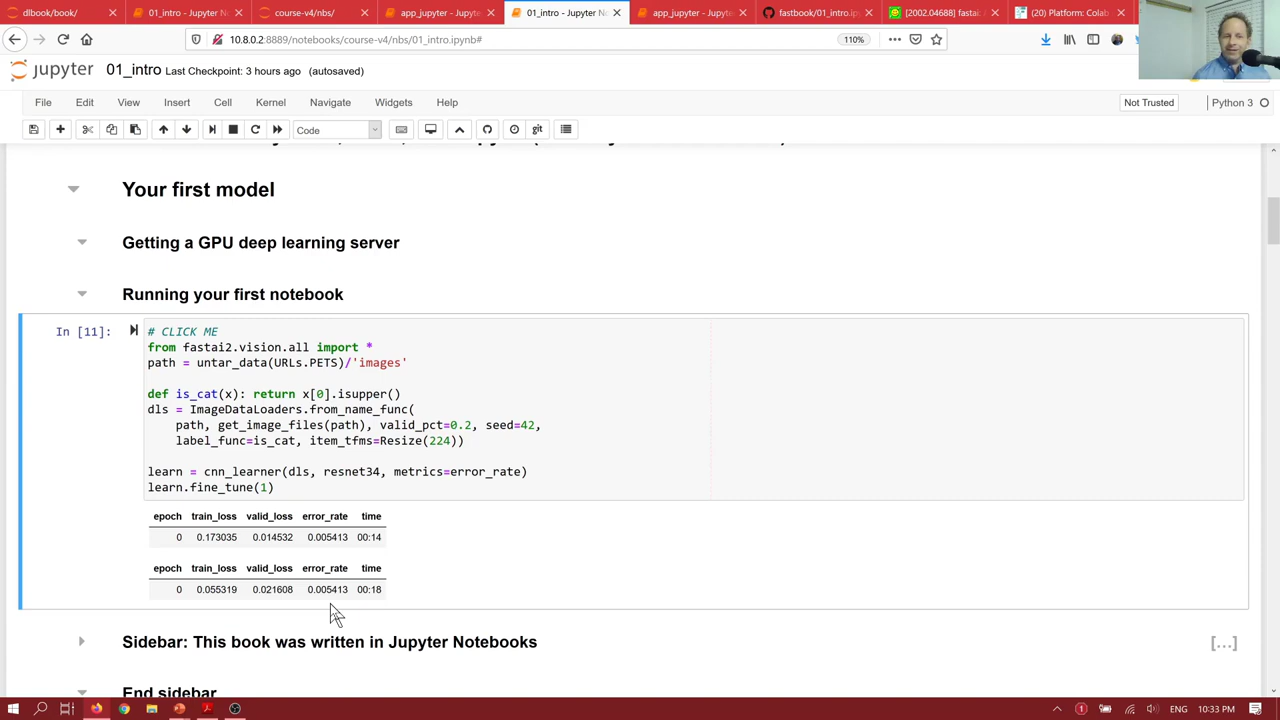 dlbook/book/
01_intro - Jupyter N
course-v4/nbs/
app_jupyter - Jupyte
01_intro - Jupyter No
app_jupyter - Jupyte
fastbook/01_intro.ip
[2002.04688] fastai:
(20) Platform: Colab
10.8.0.2:8889/notebooks/course-v4/nbs/01_intro.ipynb#
110%
jupyter 01_intro Last Checkpoint: 3 hours ago (autosaved)
File Edit View Insert Cell Kernel Navigate Widgets Help
Not Trusted Python 3
Code
git
Your first model
Getting a GPU deep learning server
Running your first notebook
In [11]:
# CLICK ME
from fastai2.vision.all import *
path = untar_data(URLs.PETS)/'images'
def is_cat(x): return x[0].isupper()
dls = ImageDataLoaders.from_name_func(
path, get_image_files(path), valid_pct=0.2, seed=42,
label_func=is_cat, item_tfms=Resize(224))
learn = cnn_learner(dls, resnet34, metrics=error_rate)
learn.fine_tune(1)
epoch train_loss valid_loss error_rate time
0 0.173035 0.014532 0.005413 00:14
epoch train_loss valid_loss error_rate time
0 0.055319 0.021608 0.005413 00:18
Sidebar: This book was written in Jupyter Notebooks
[...]
End sidebar
ENG 10:33 PM